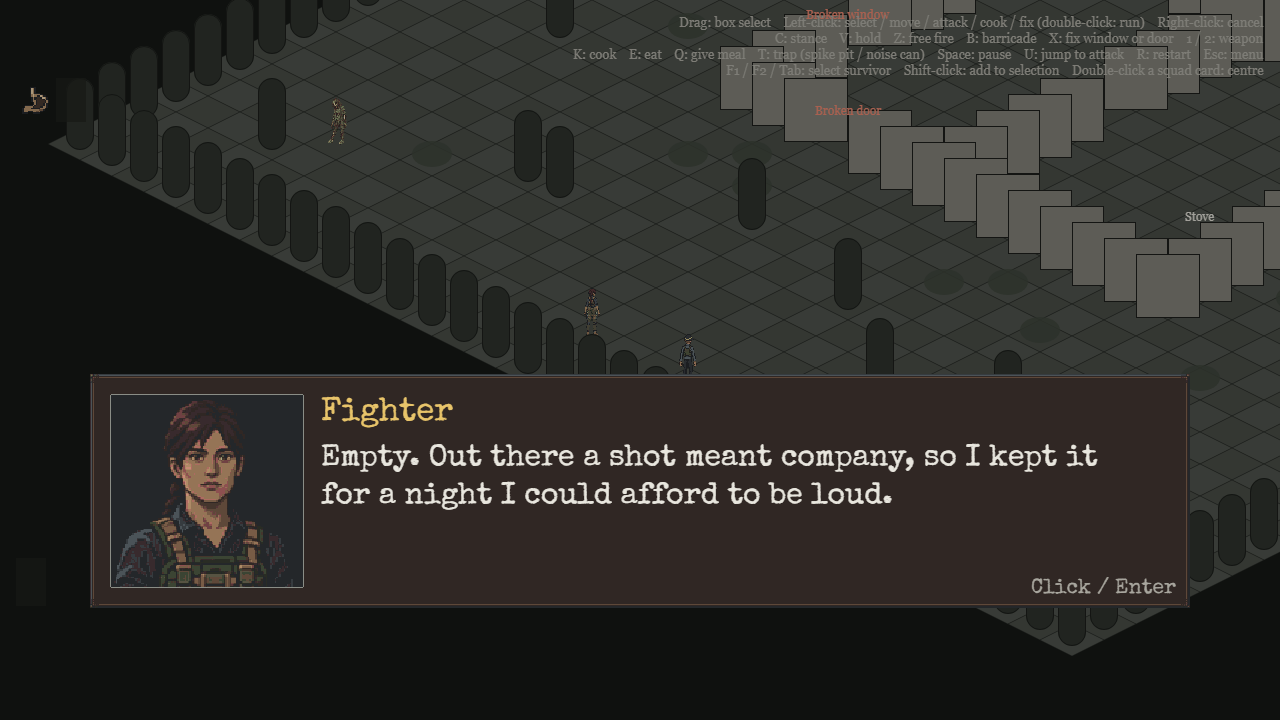 Broken window
Drag: box select Left-click: select / move / attack / cook / fix (double-click: run) Right-click: cancel
C: stance V: hold Z: free fire B: barricade X: fix window or door 1 / 2: weapon
K: cook E: eat Q: give meal T: trap (spike pit / noise can) Space: pause U: jump to attack R: restart Esc: menu
F1 / F2 / Tab: select survivor Shift-click: add to selection Double-click a squad card: centre
Broken door
Stove
Fighter
Empty. Out there a shot meant company, so I kept it
for a night I could afford to be loud.
Click / Enter